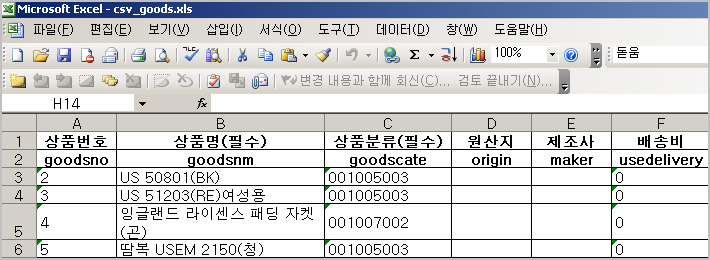 Microsoft Excel - csv_goods.xls
파일(F) 편집(E) 보기(V) 삽입(I) 서식(O) 도구(T) 데이터(D) 창(W) 도움말(H)
100% 돋움
변경 내용과 함께 회신(C)... 검토 끝내기(N)...
H14 fx
A B C D E F
1 상품번호 상품명(필수) 상품분류(필수) 원산지 제조사 배송비
2 goodsno goodsnm goodscate origin maker usedelivery
3 2 US 50801(BK) 001005003 0
4 3 US 51203(RE)여성용 001005003 0
잉글랜드 라이센스 패딩 자켓
5 4 (곤) 001007002 0
6 5 땀복 USEM 2150(청) 001005003 0